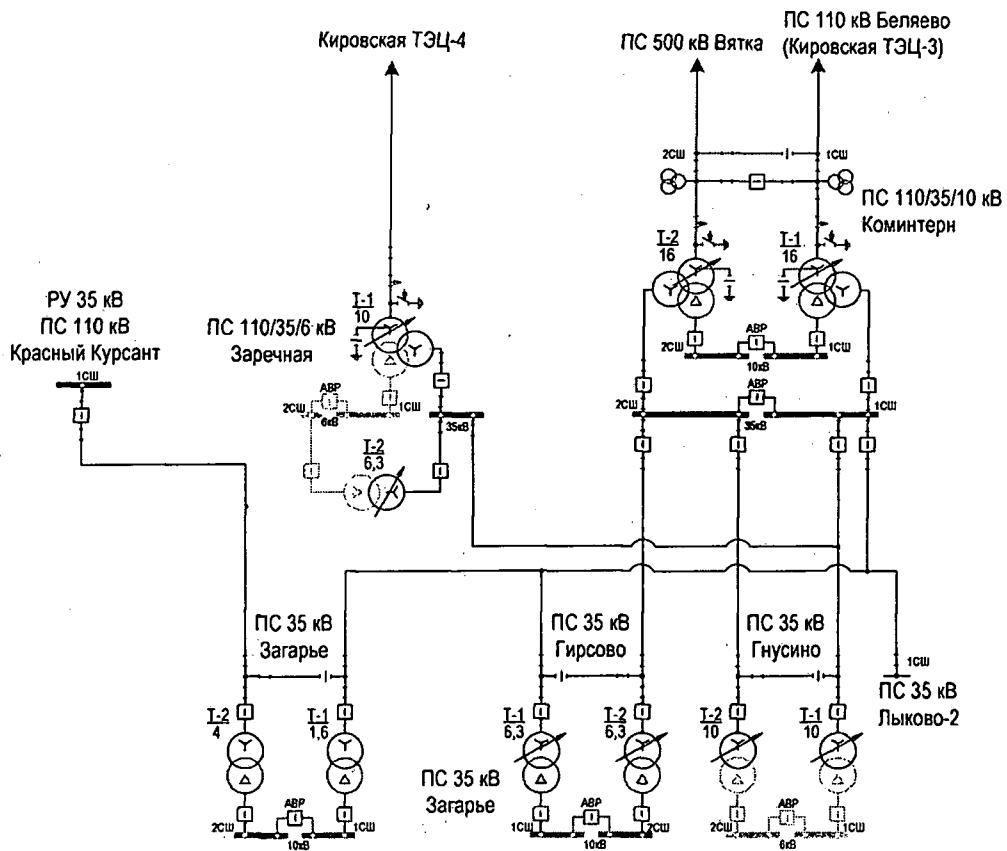 Кировская ТЭЦ-4
ПС 500 кВ Вятка
ПС 110 кВ Беляево
(Кировская ТЭЦ-3)
2СШ
1СШ
ПС 110/35/10 кВ
Коминтерн
Т-2
16
Т-1
16
Т-1
10
РУ 35 кВ
ПС 110 кВ
Красный Курсант
1СШ
ПС 110/35/6 кВ
Заречная
АВР
2СШ
1СШ
10кВ
АВР
2СШ
1СШ
6кВ
35кВ
АВР
2СШ
1СШ
35кВ
Т-2
6,3
ПС 35 кВ
Загарье
ПС 35 кВ
Гирсово
ПС 35 кВ
Гнусино
1СШ
ПС 35 кВ
Лыково-2
Т-2
4
Т-1
1,6
Т-1
6,3
Т-2
6,3
Т-2
10
Т-1
10
ПС 35 кВ
Загарье
АВР
2СШ
1СШ
10кВ
АВР
1СШ
2СШ
10кВ
АВР
2СШ
1СШ
6кВ